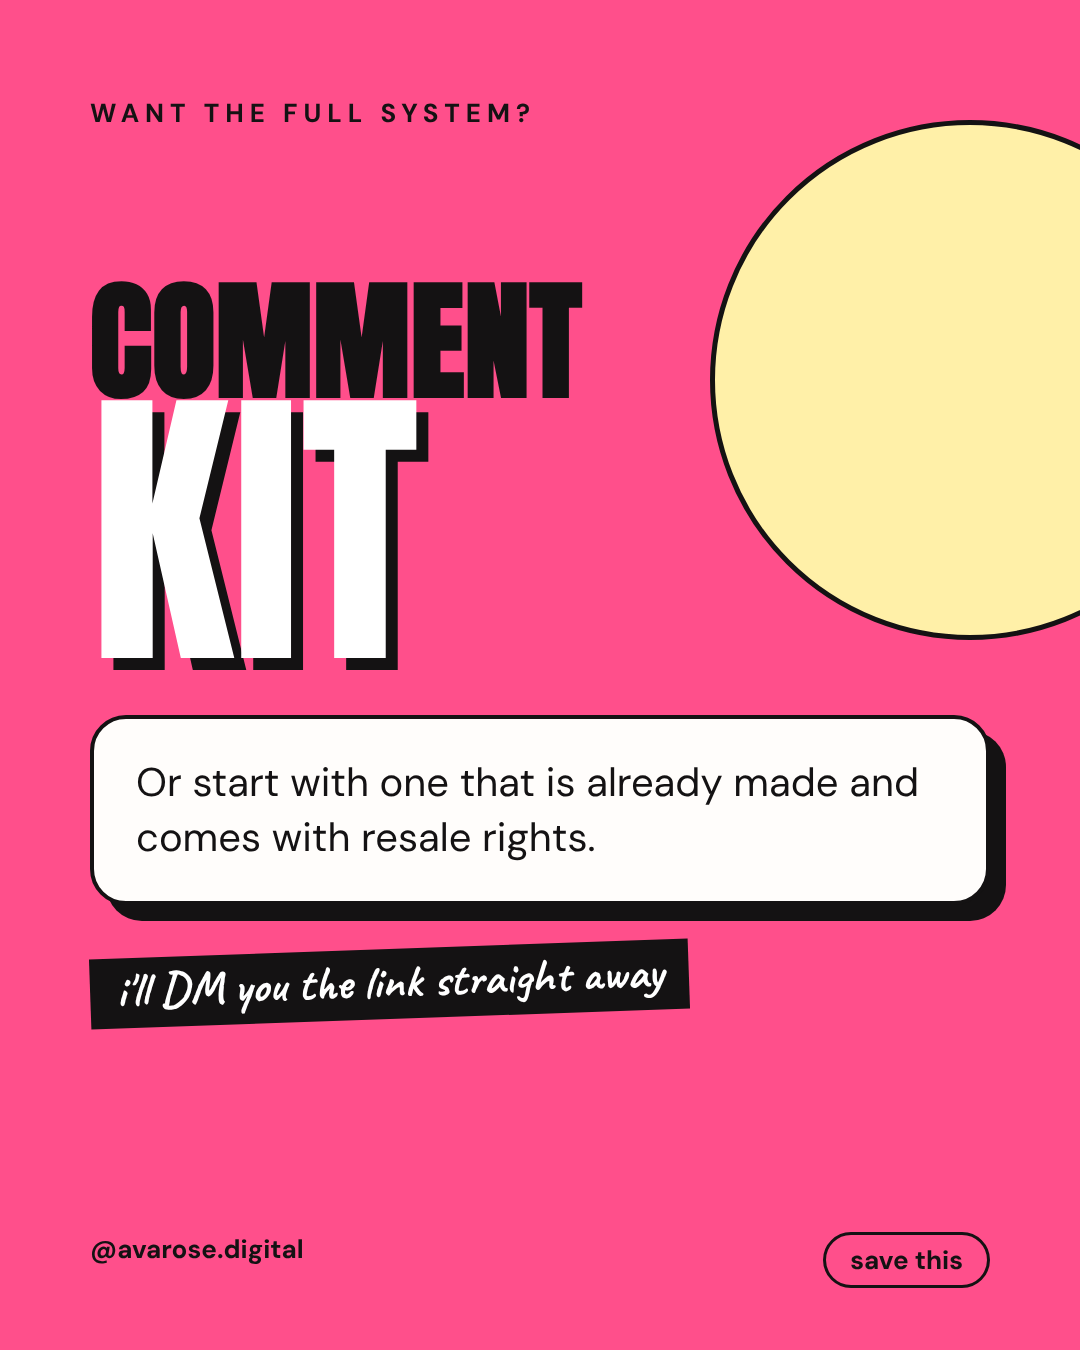 WANT THE FULL SYSTEM?
COMMENT
KIT
Or start with one that is already made and
comes with resale rights.
i'll DM you the link straight away
@avarose.digital
save this